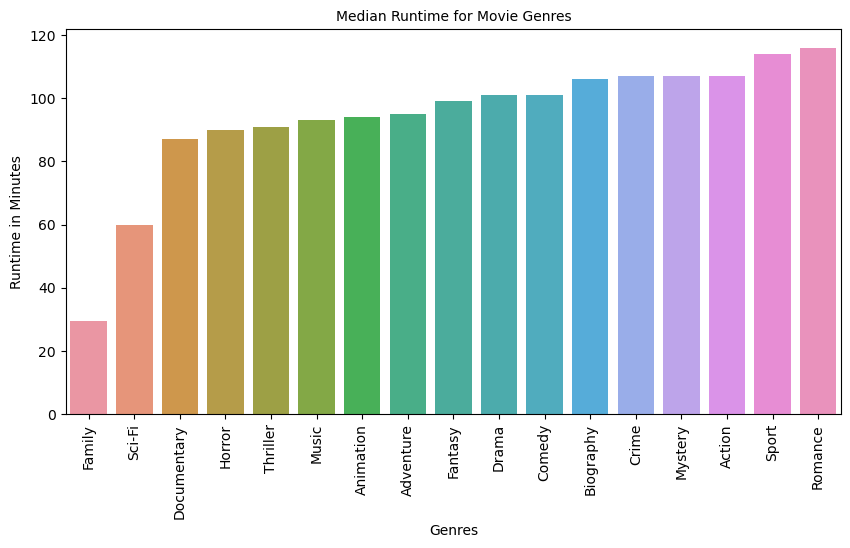 Median Runtime for Movie Genres
Runtime in Minutes
120
100
80
60
40
20
0
Family
Sci-Fi
Documentary
Horror
Thriller
Music
Animation
Adventure
Fantasy
Drama
Comedy
Biography
Crime
Mystery
Action
Sport
Romance
Genres